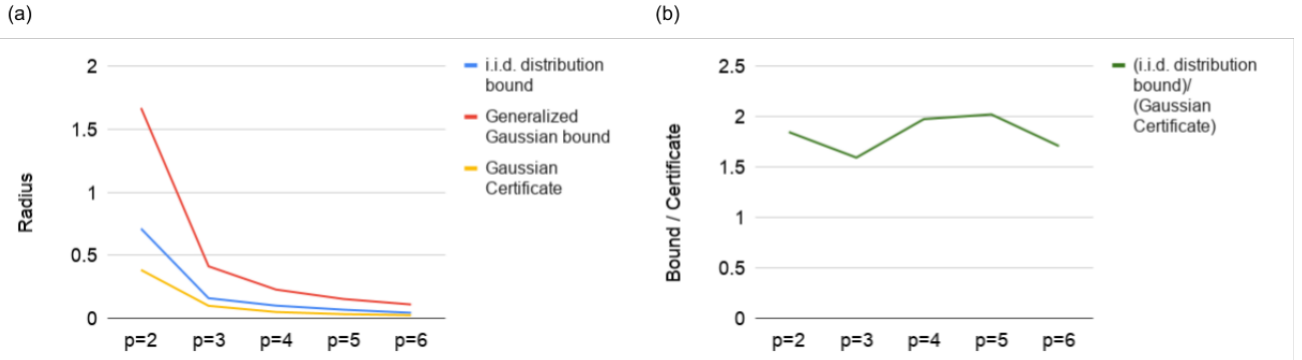 (a)
2
1.5
1
0.5
0
Radius
p=2 p=3 p=4 p=5 p=6
i.i.d. distribution
bound
Generalized
Gaussian bound
Gaussian
Certificate
(b)
2.5
2
1.5
1
0.5
0
Bound / Certificate
p=2 p=3 p=4 p=5 p=6
(i.i.d. distribution
bound)/
(Gaussian
Certificate)